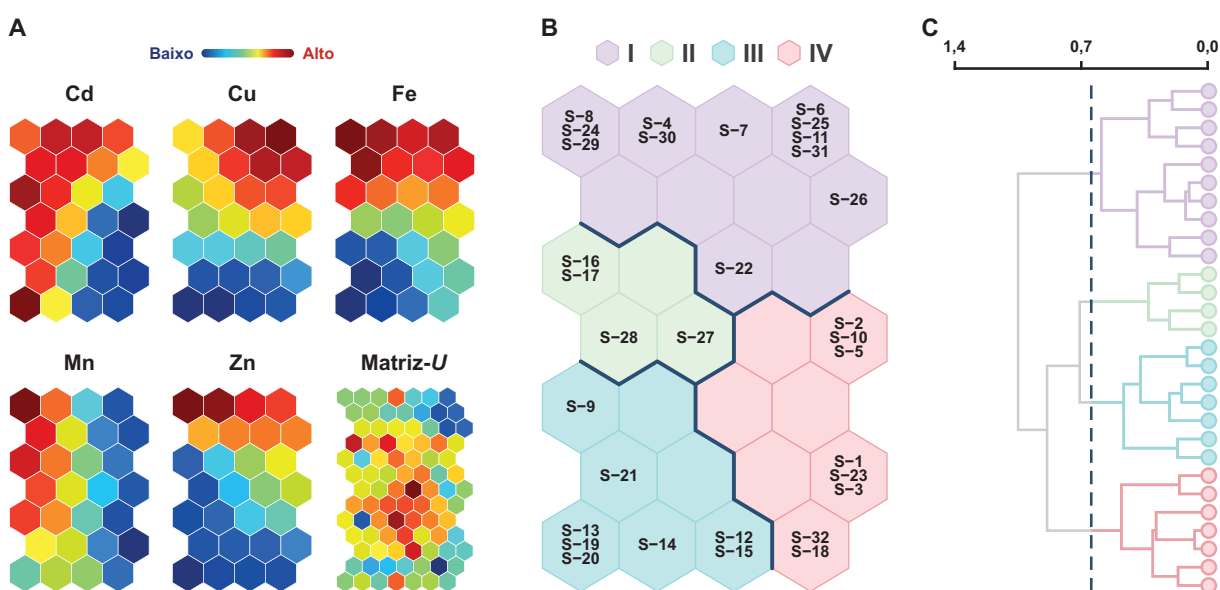 A
Baixo Alto
Cd Cu Fe
Mn Zn Matriz-U
B
I II III IV
S−8
S−24
S−29
S−4
S−30
S−7
S−6
S−25
S−11
S−31
S−26
S−16
S−17
S−22
S−28
S−27
S−2
S−10
S−5
S−9
S−21
S−1
S−23
S−3
S−13
S−19
S−20
S−14
S−12
S−15
S−32
S−18
C
1,4 0,7 0,0